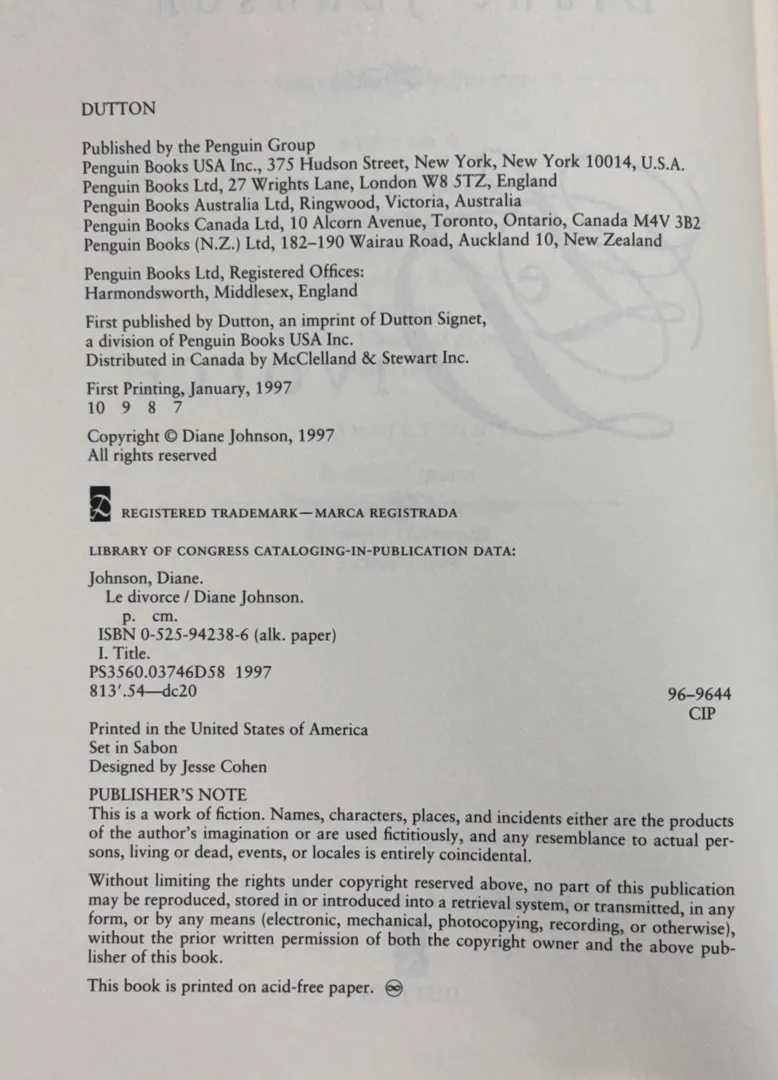 DUTTON
Published by the Penguin Group
Penguin Books USA Inc., 375 Hudson Street, New York, New York 10014, U.S.A.
Penguin Books Ltd, 27 Wrights Lane, London W8 5TZ, England
Penguin Books Australia Ltd, Ringwood, Victoria, Australia
Penguin Books Canada Ltd, 10 Alcorn Avenue, Toronto, Ontario, Canada M4V 3B2
Penguin Books (N.Z.) Ltd, 182–190 Wairau Road, Auckland 10, New Zealand
Penguin Books Ltd, Registered Offices:
Harmondsworth, Middlesex, England
First published by Dutton, an imprint of Dutton Signet,
a division of Penguin Books USA Inc.
Distributed in Canada by McClelland & Stewart Inc.
First Printing, January, 1997
10 9 8 7
Copyright © Diane Johnson, 1997
All rights reserved
D REGISTERED TRADEMARK—MARCA REGISTRADA
LIBRARY OF CONGRESS CATALOGING-IN-PUBLICATION DATA:
Johnson, Diane.
Le divorce / Diane Johnson.
p. cm.
ISBN 0-525-94238-6 (alk. paper)
I. Title.
PS3560.O3746D58 1997
813'.54—dc20
96–9644
CIP
Printed in the United States of America
Set in Sabon
Designed by Jesse Cohen
PUBLISHER'S NOTE
This is a work of fiction. Names, characters, places, and incidents either are the products
of the author's imagination or are used fictitiously, and any resemblance to actual per-
sons, living or dead, events, or locales is entirely coincidental.
Without limiting the rights under copyright reserved above, no part of this publication
may be reproduced, stored in or introduced into a retrieval system, or transmitted, in any
form, or by any means (electronic, mechanical, photocopying, recording, or otherwise),
without the prior written permission of both the copyright owner and the above pub-
lisher of this book.
This book is printed on acid-free paper. ♾